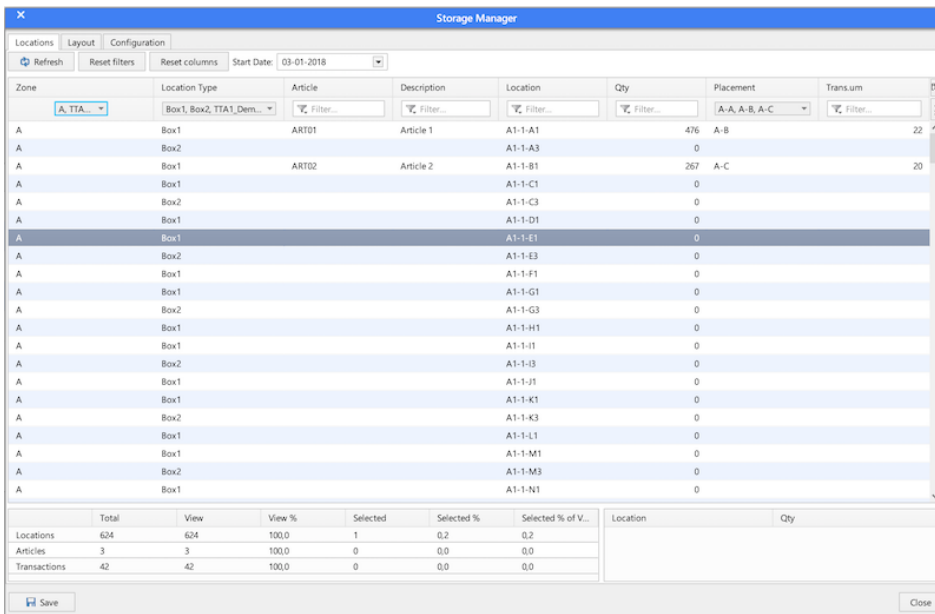 Storage Manager
Locations Layout Configuration
Refresh Reset filters Reset columns Start Date: 03-01-2018
Zone Location Type Article Description Location Qty Placement Trans.um
A, TTA... Box1, Box2, TTA1_Dem... Filter... Filter... Filter... Filter... A-A, A-B, A-C Filter...
A Box1 ART01 Article 1 A1-1-A1 476 A-B 22
A Box2 A1-1-A3 0
A Box1 ART02 Article 2 A1-1-B1 267 A-C 20
A Box1 A1-1-C1 0
A Box2 A1-1-C3 0
A Box1 A1-1-D1 0
A Box1 A1-1-E1 0
A Box2 A1-1-E3 0
A Box1 A1-1-F1 0
A Box1 A1-1-G1 0
A Box2 A1-1-G3 0
A Box1 A1-1-H1 0
A Box1 A1-1-I1 0
A Box2 A1-1-I3 0
A Box1 A1-1-J1 0
A Box1 A1-1-K1 0
A Box2 A1-1-K3 0
A Box1 A1-1-L1 0
A Box1 A1-1-M1 0
A Box2 A1-1-M3 0
A Box1 A1-1-N1 0
Total View View % Selected Selected % Selected % of V... Location Qty
Locations 624 624 100,0 1 0,2 0,2
Articles 3 3 100,0 0 0,0 0,0
Transactions 42 42 100,0 0 0,0 0,0
Save Close